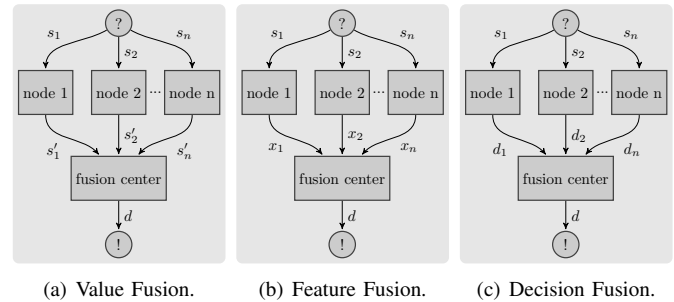 ?
s₁ s₂ sₙ
node 1 node 2 ... node n
s′₁ s′₂ s′ₙ
fusion center
d
!
(a) Value Fusion.
?
s₁ s₂ sₙ
node 1 node 2 ... node n
x₁ x₂ xₙ
fusion center
d
!
(b) Feature Fusion.
?
s₁ s₂ sₙ
node 1 node 2 ... node n
d₁ d₂ dₙ
fusion center
d
!
(c) Decision Fusion.